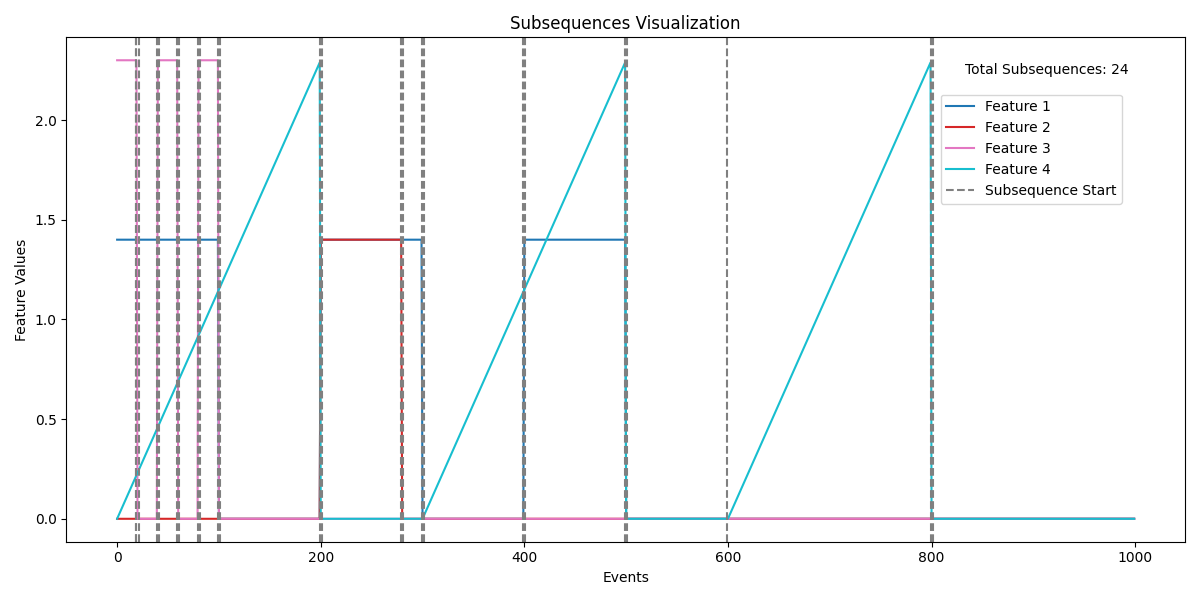 Subsequences Visualization
Total Subsequences: 24
Feature 1
Feature 2
Feature 3
Feature 4
Subsequence Start
Feature Values
2.0
1.5
1.0
0.5
0.0
0 200 400 600 800 1000
Events